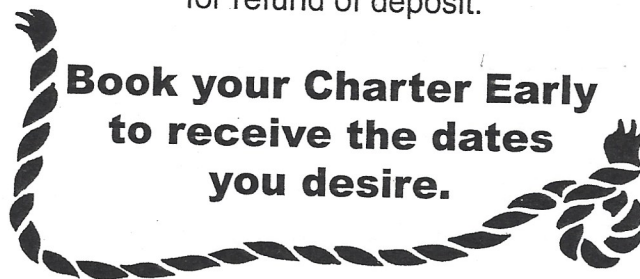 for refund of deposit.
Book your Charter Early
to receive the dates
you desire.